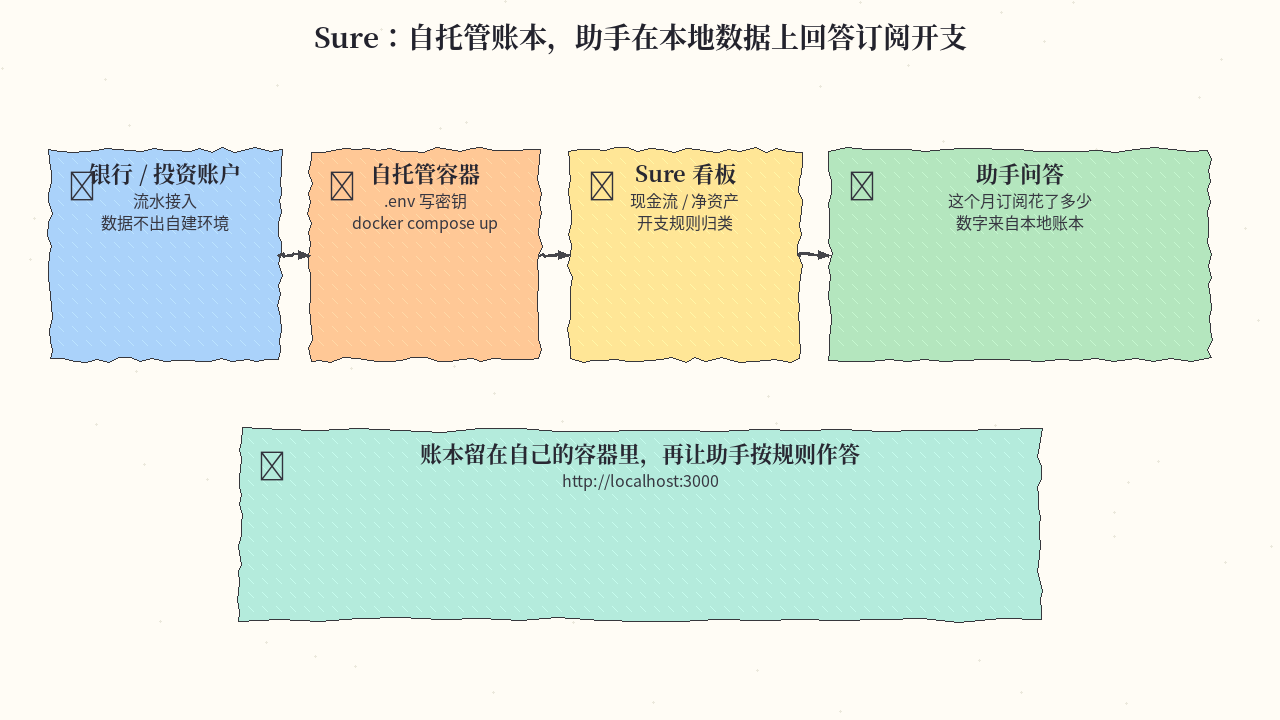 Sure：自托管账本，助手在本地数据上回答订阅开支
银行 / 投资账户
流水接入
数据不出自建环境
自托管容器
.env 写密钥
docker compose up
Sure 看板
现金流 / 净资产
开支规则归类
助手问答
这个月订阅花了多少
数字来自本地账本
账本留在自己的容器里，再让助手按规则作答
http://localhost:3000